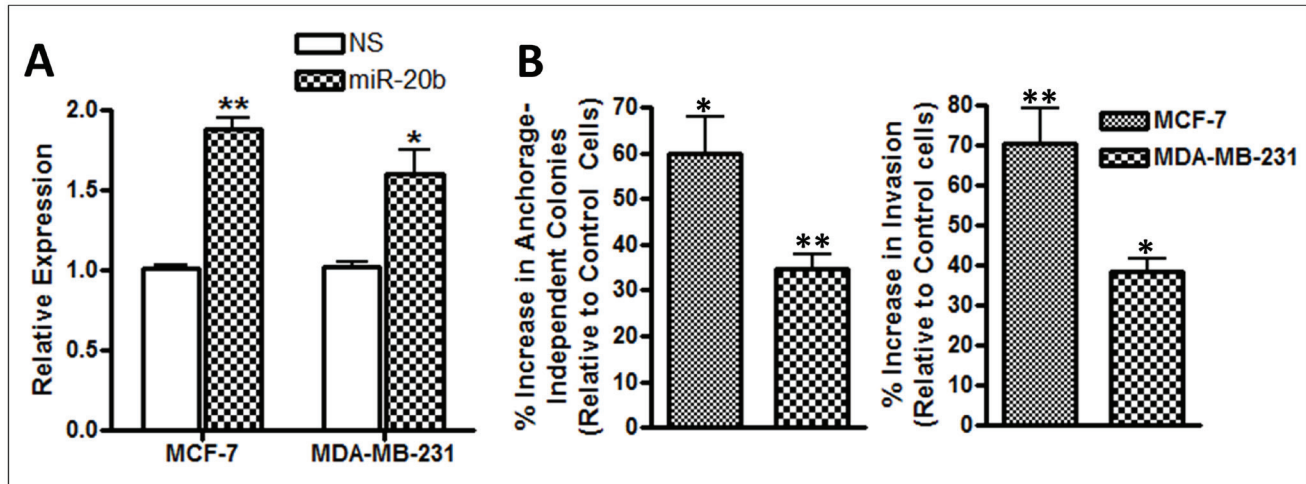 A
NS
miR-20b
Relative Expression
2.0
1.5
1.0
0.5
0.0
**
*
MCF-7
MDA-MB-231
B
% Increase in Anchorage-
Independent Colonies
(Relative to Control Cells)
70
60
50
40
30
20
10
0
*
**
% Increase in Invasion
(Relative to Control cells)
80
70
60
50
40
30
20
10
0
**
*
MCF-7
MDA-MB-231